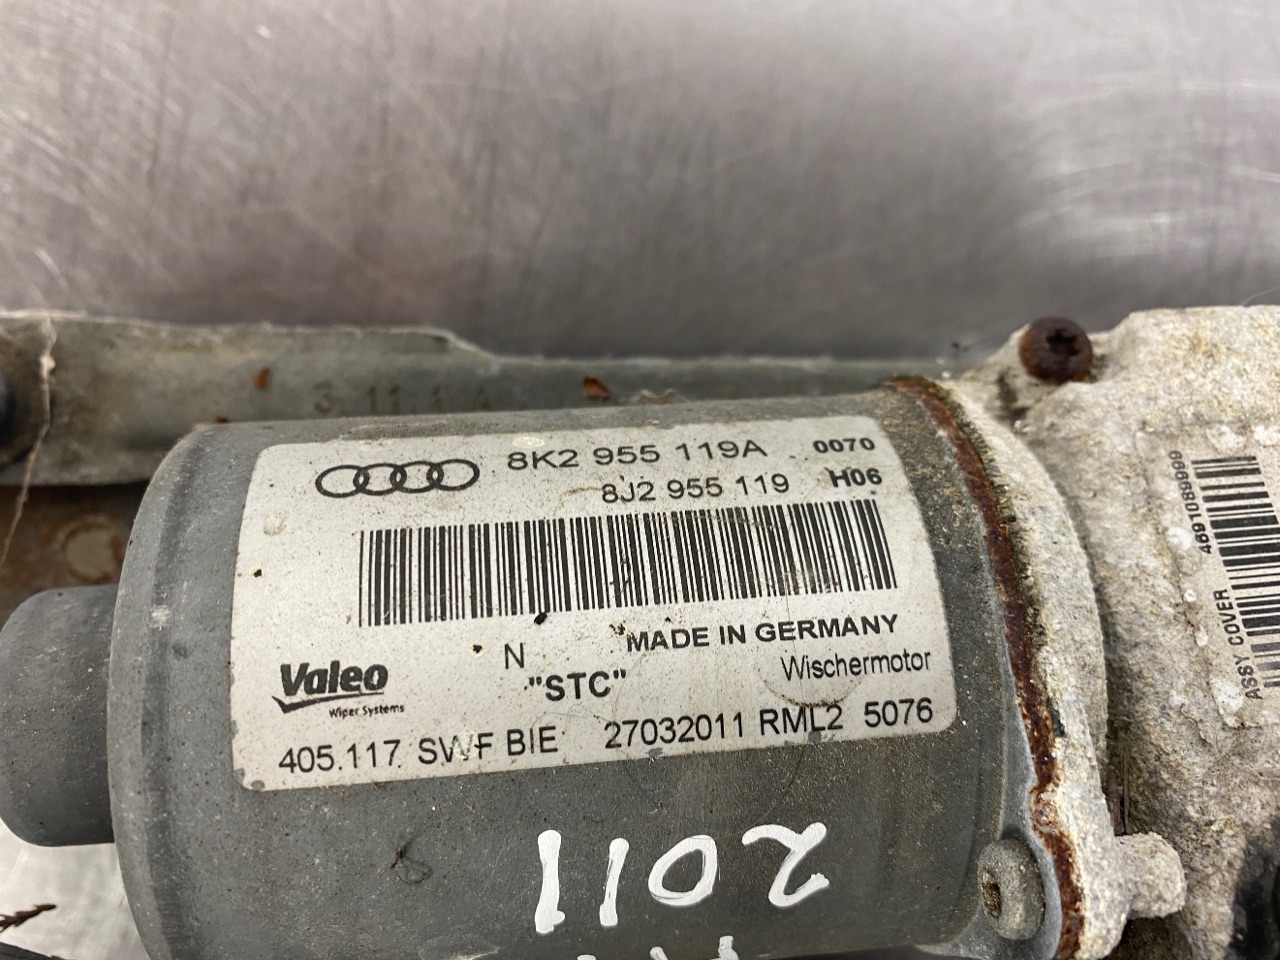 8K2 955 119A 0070
8J2 955 119 H06
MADE IN GERMANY
N
Valeo
Wiper Systems
"STC"
Wischermotor
405.117 SWF BIE 27032011 RML2 5076
2011
ASSY COVER 4691089999